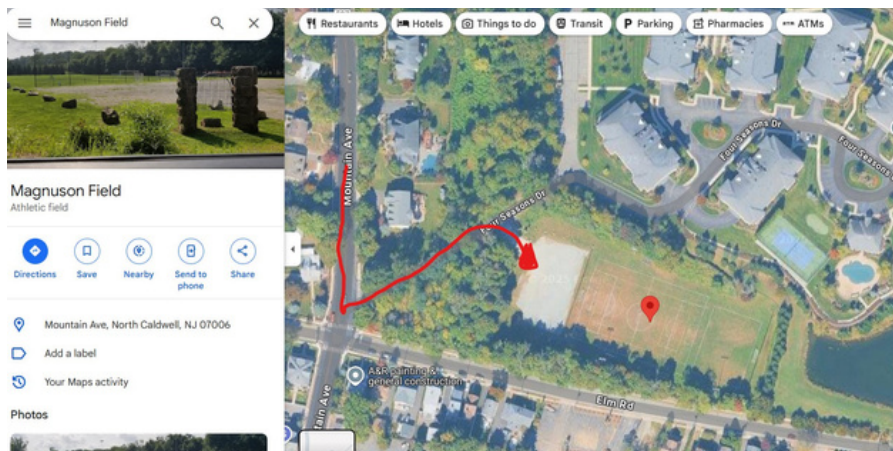 Magnuson Field
Restaurants
Hotels
Things to do
Transit
P Parking
Pharmacies
ATM ATMs
Mountain Ave
Four Seasons Dr
Four Seasons Dr
Four Seasons
Magnuson Field
Athletic field
Directions
Save
Nearby
Send to
phone
Share
Mountain Ave, North Caldwell, NJ 07006
Add a label
Your Maps activity
Photos
A&R painting &
general construction
tain Ave
Elm Rd